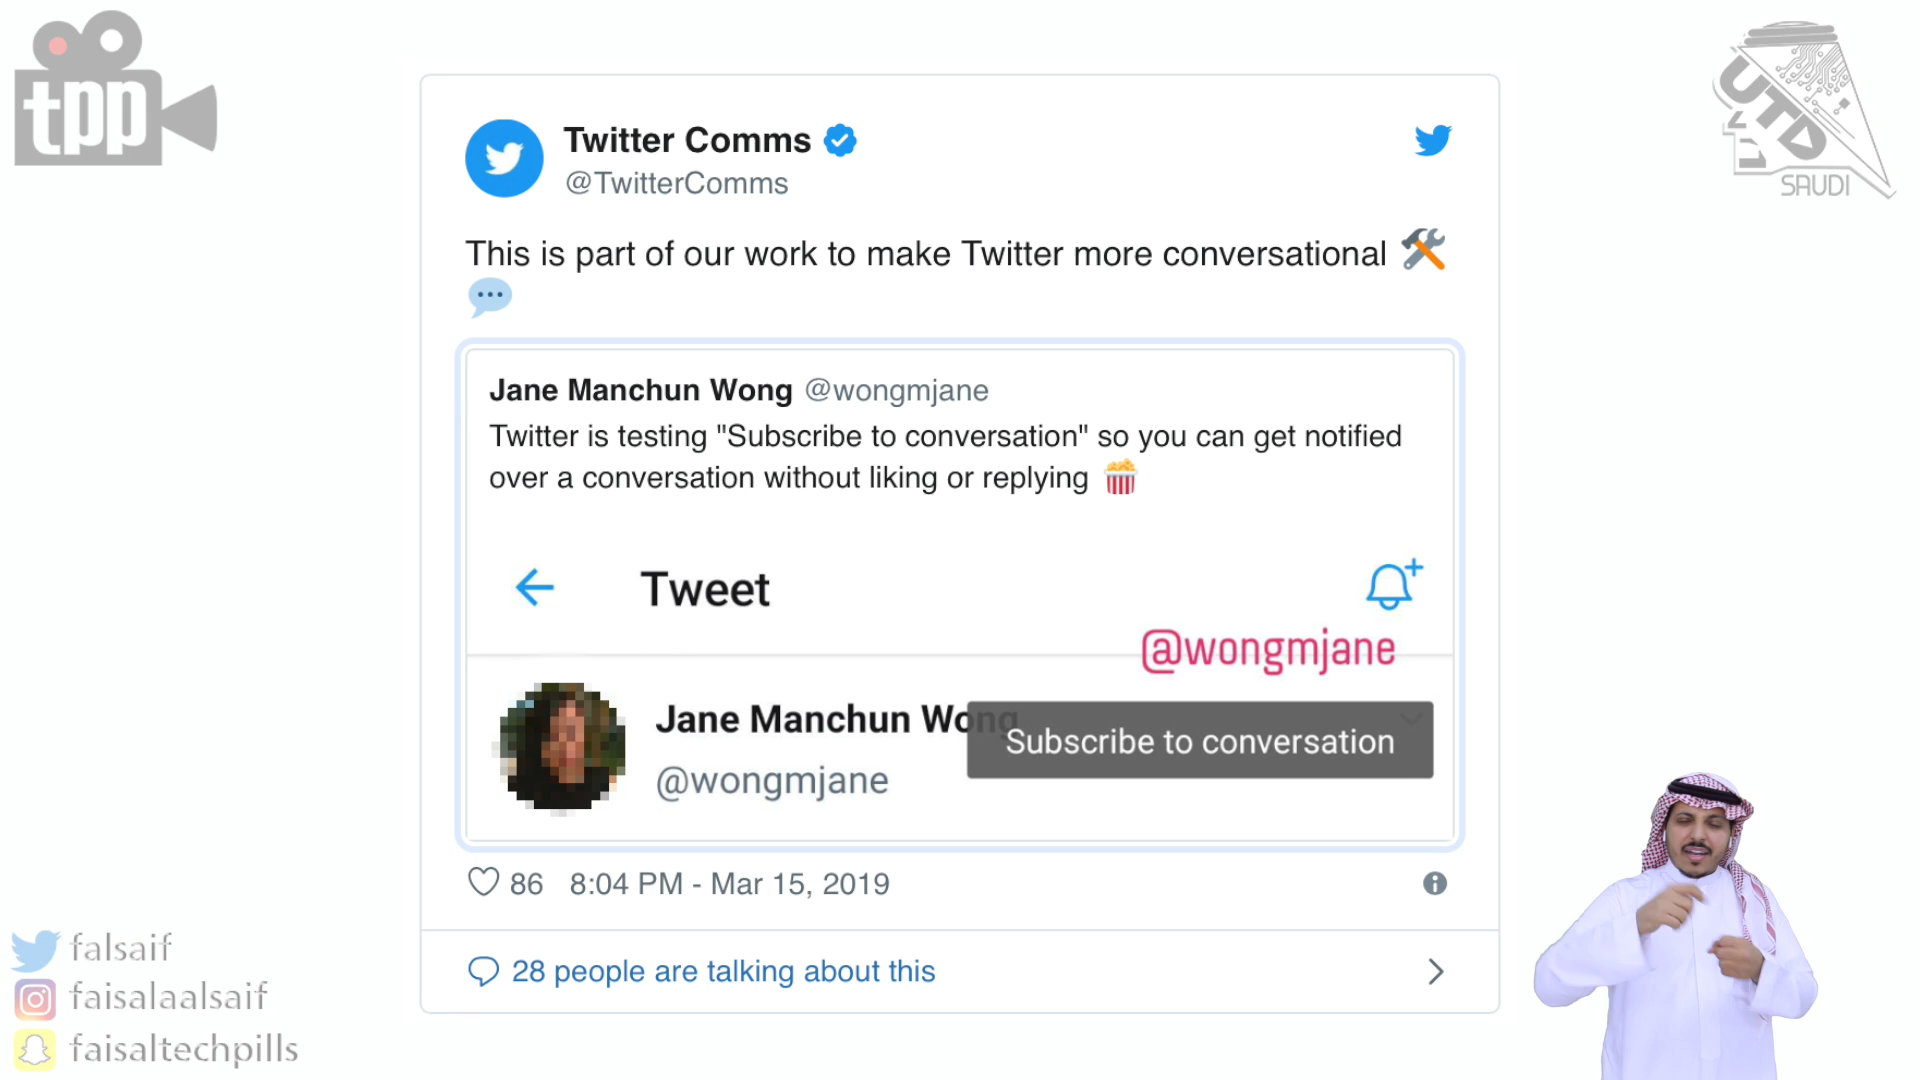 tpp
UTD
SAUDI
Twitter Comms
@TwitterComms
This is part of our work to make Twitter more conversational 🛠
💬
Jane Manchun Wong @wongmjane
Twitter is testing "Subscribe to conversation" so you can get notified
over a conversation without liking or replying 🍿
Tweet
@wongmjane
Jane Manchun Wong
Subscribe to conversation
@wongmjane
86 8:04 PM - Mar 15, 2019
28 people are talking about this
falsaif
faisalaalsaif
faisaltechpills